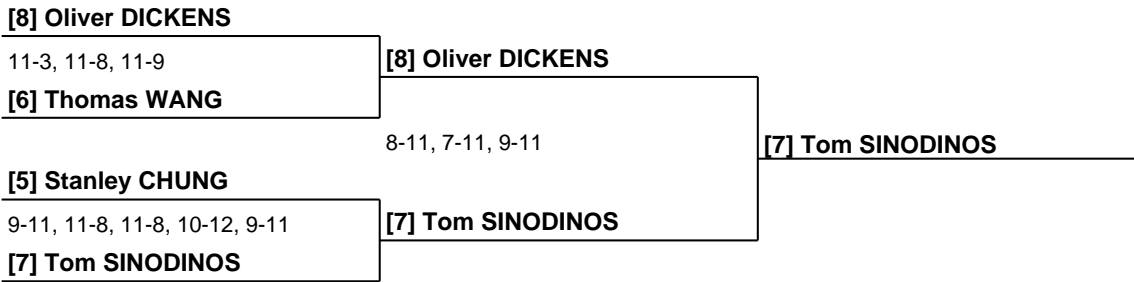 [8] Oliver DICKENS
11-3, 11-8, 11-9
[8] Oliver DICKENS
[6] Thomas WANG
8-11, 7-11, 9-11
[7] Tom SINODINOS
[5] Stanley CHUNG
9-11, 11-8, 11-8, 10-12, 9-11
[7] Tom SINODINOS
[7] Tom SINODINOS